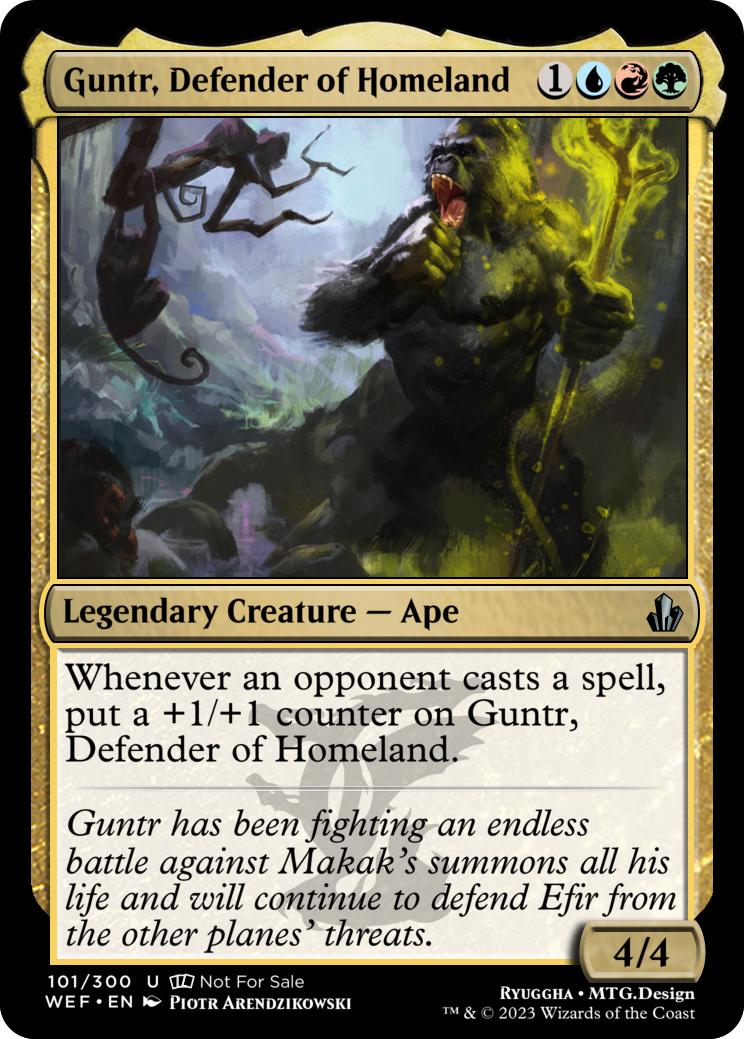 Guntr, Defender of Homeland 1
Legendary Creature — Ape
Whenever an opponent casts a spell,
put a +1/+1 counter on Guntr,
Defender of Homeland.
Guntr has been fighting an endless
battle against Makak's summons all his
life and will continue to defend Efir from
the other planes' threats.
4/4
101/300 U Not For Sale
WEF • EN Piotr Arendzikowski
Ryuggha • MTG.Design
™ & © 2023 Wizards of the Coast